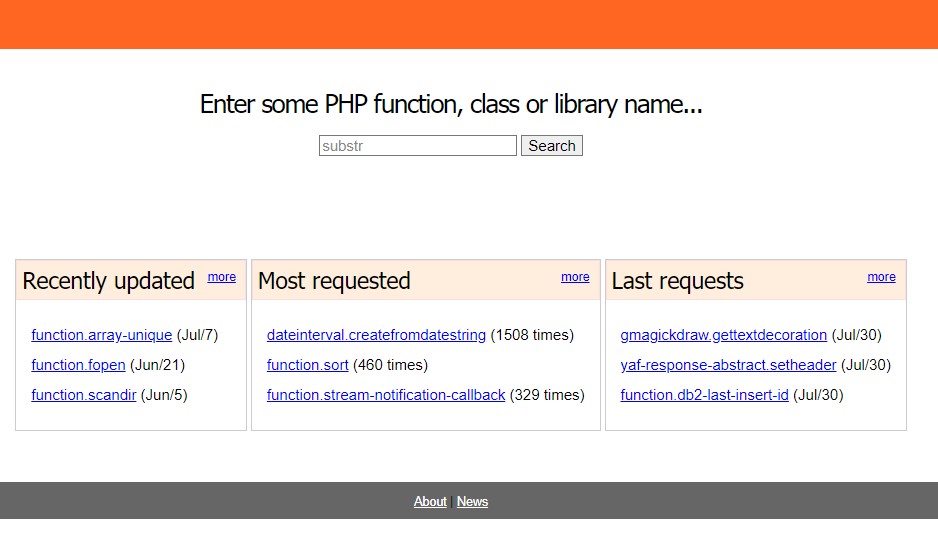 Enter some PHP function, class or library name...
substr Search
Recently updated more
function.array-unique (Jul/7)
function.fopen (Jun/21)
function.scandir (Jun/5)
Most requested more
dateinterval.createfromdatestring (1508 times)
function.sort (460 times)
function.stream-notification-callback (329 times)
Last requests more
gmagickdraw.gettextdecoration (Jul/30)
yaf-response-abstract.setheader (Jul/30)
function.db2-last-insert-id (Jul/30)
About | News